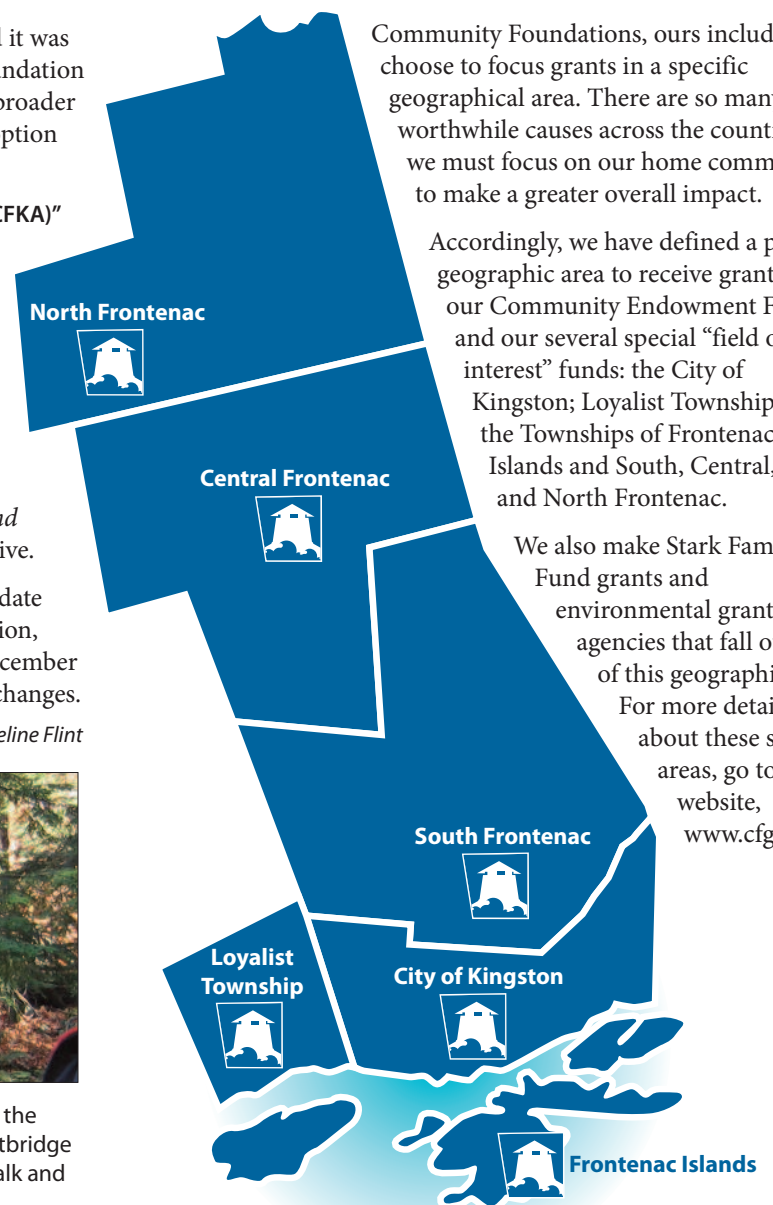 it was
ndation
broader
ption
CFKA)”
nd
ive.
date
ion,
cember
changes.
eline Flint
the
tbridge
alk and
Community Foundations, ours includ
choose to focus grants in a specific
geographical area. There are so many
worthwhile causes across the countr
we must focus on our home comm
to make a greater overall impact.
Accordingly, we have defined a p
geographic area to receive grant
our Community Endowment F
and our several special “field o
interest” funds: the City of
Kingston; Loyalist Township
the Townships of Frontenac
Islands and South, Central,
and North Frontenac.
We also make Stark Fam
Fund grants and
environmental grant
agencies that fall o
of this geographi
For more detai
about these s
areas, go to
website,
www.cfg
North Frontenac
Central Frontenac
South Frontenac
Loyalist
Township
City of Kingston
Frontenac Islands